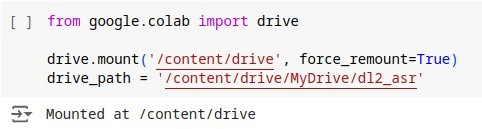 [ ] from google.colab import drive
drive.mount('/content/drive', force_remount=True)
drive_path = '/content/drive/MyDrive/dl2_asr'
Mounted at /content/drive